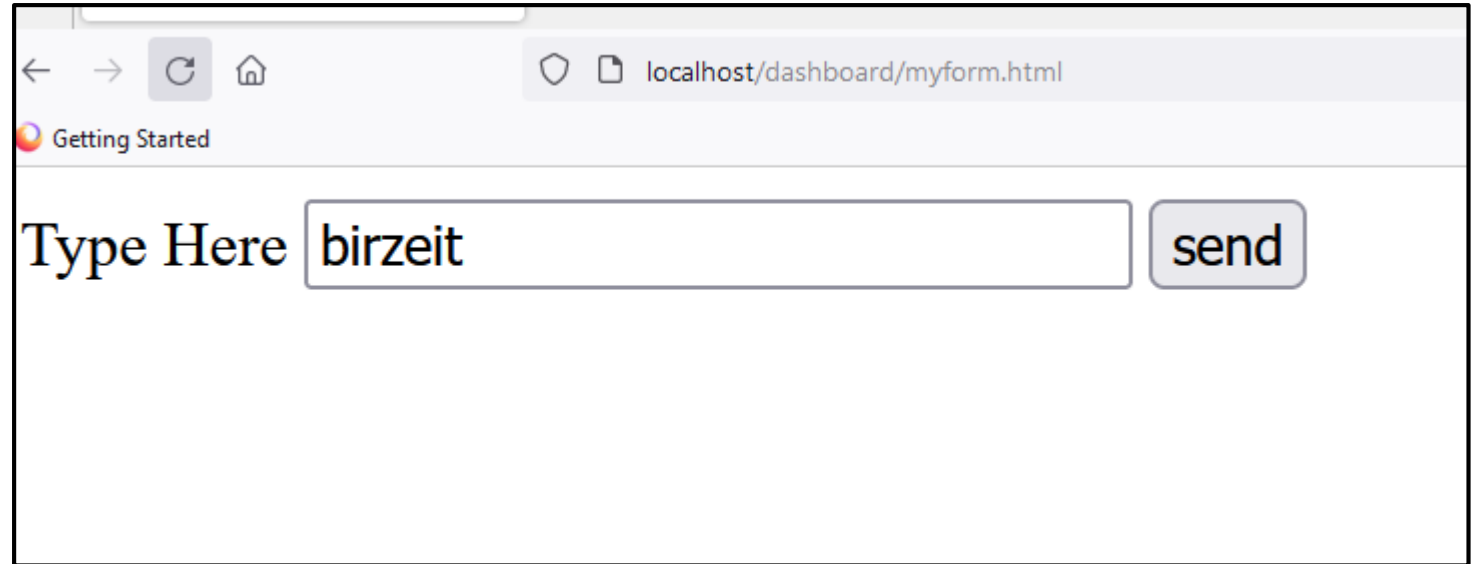 localhost/dashboard/myform.html
Getting Started
Type Here birzeit send